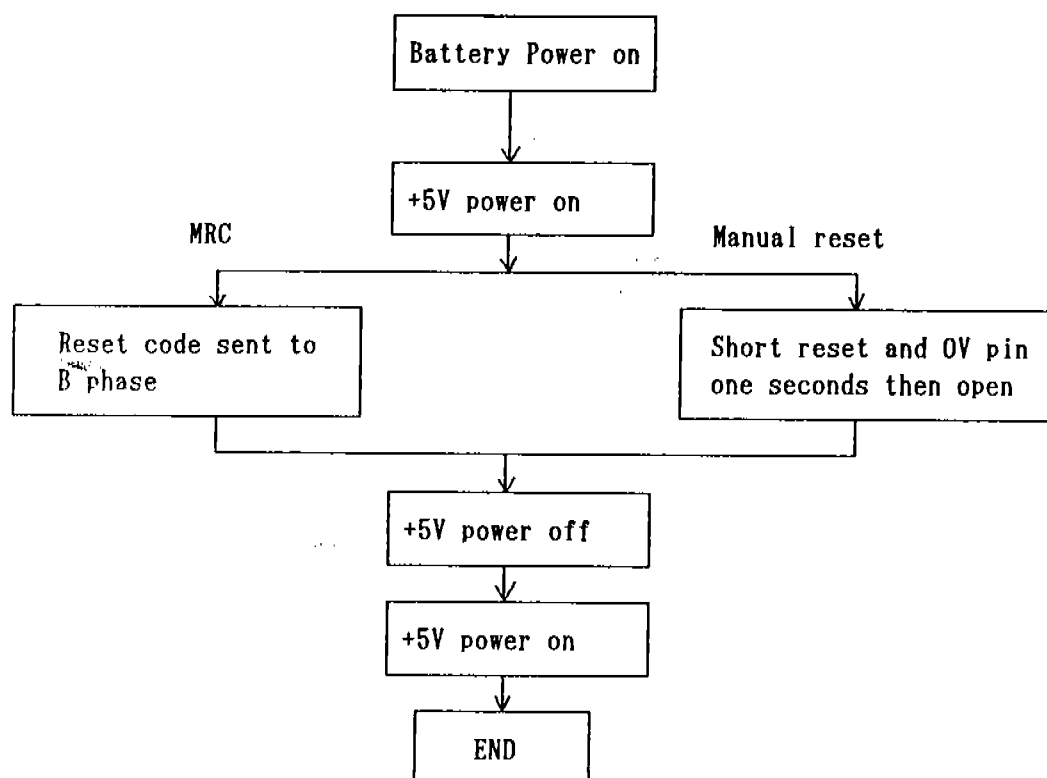 Battery Power on
+5V power on
MRC
Manual reset
Reset code sent to
B phase
Short reset and 0V pin
one seconds then open
+5V power off
+5V power on
END